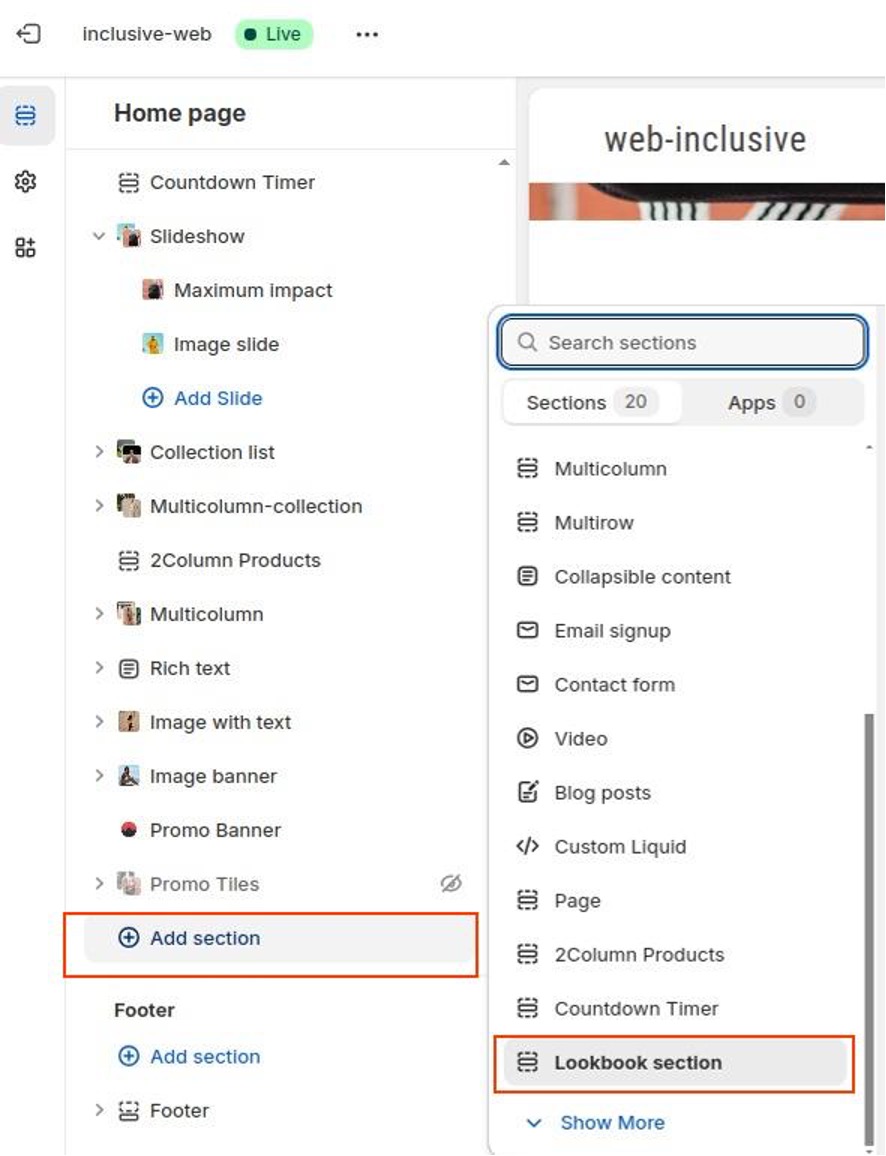 inclusive-web Live
Home page
Countdown Timer
Slideshow
Maximum impact
Image slide
Add Slide
Collection list
Multicolumn-collection
2Column Products
Multicolumn
Rich text
Image with text
Image banner
Promo Banner
Promo Tiles
Add section
Footer
Add section
Footer
web-inclusive
Search sections
Sections 20 Apps 0
Multicolumn
Multirow
Collapsible content
Email signup
Contact form
Video
Blog posts
Custom Liquid
Page
2Column Products
Countdown Timer
Lookbook section
Show More